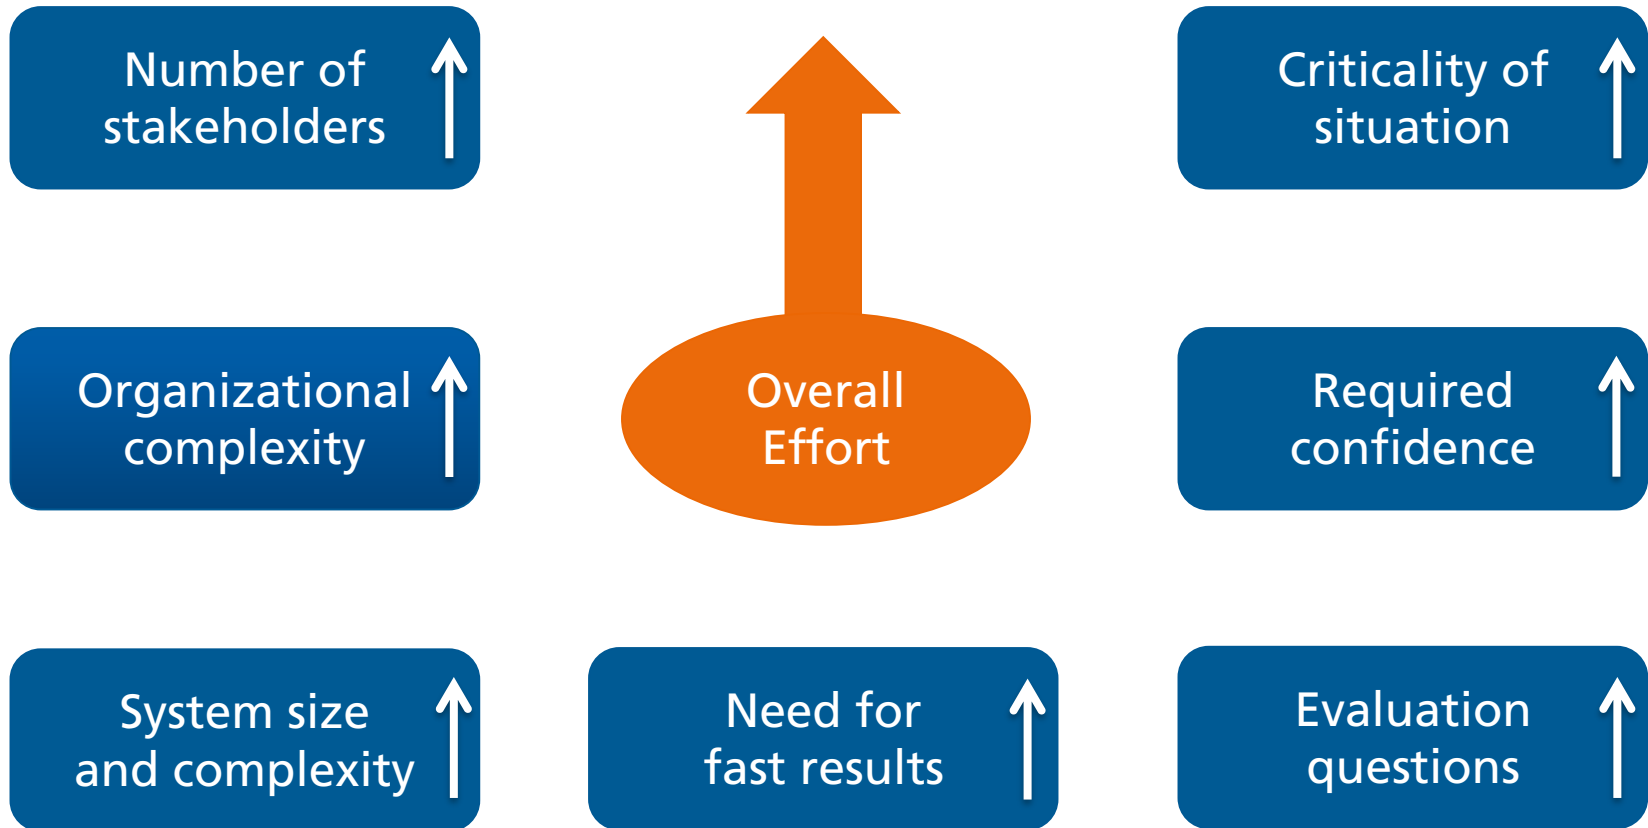 Number of
stakeholders
Criticality of
situation
Organizational
complexity
Overall
Effort
Required
confidence
System size
and complexity
Need for
fast results
Evaluation
questions